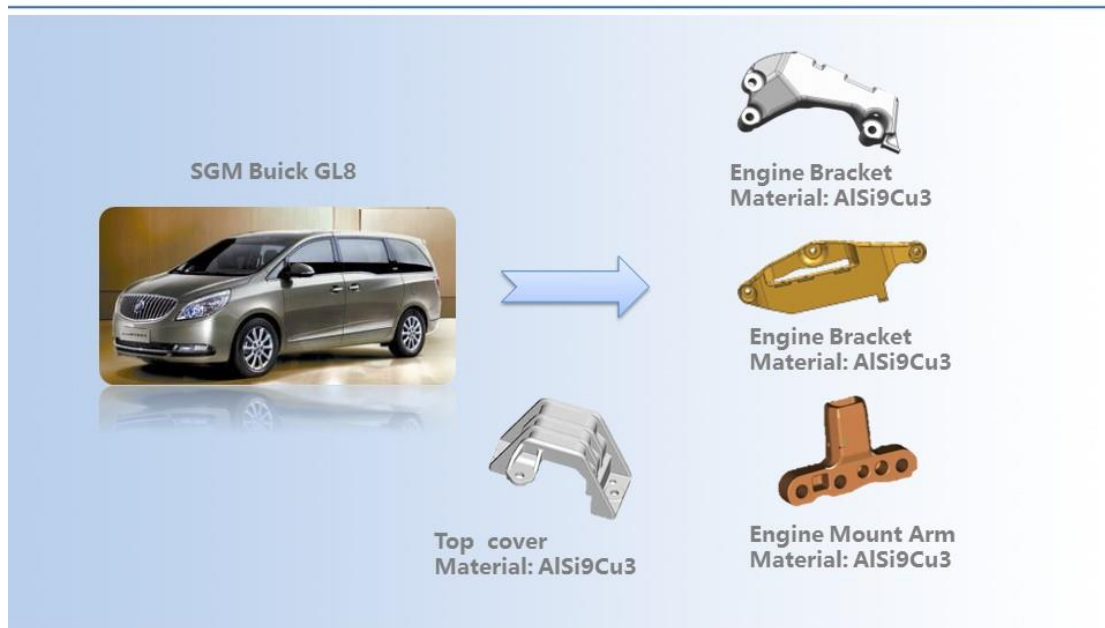 SGM Buick GL8
Engine Bracket
Material: AlSi9Cu3
Engine Bracket
Material: AlSi9Cu3
Top cover
Material: AlSi9Cu3
Engine Mount Arm
Material: AlSi9Cu3